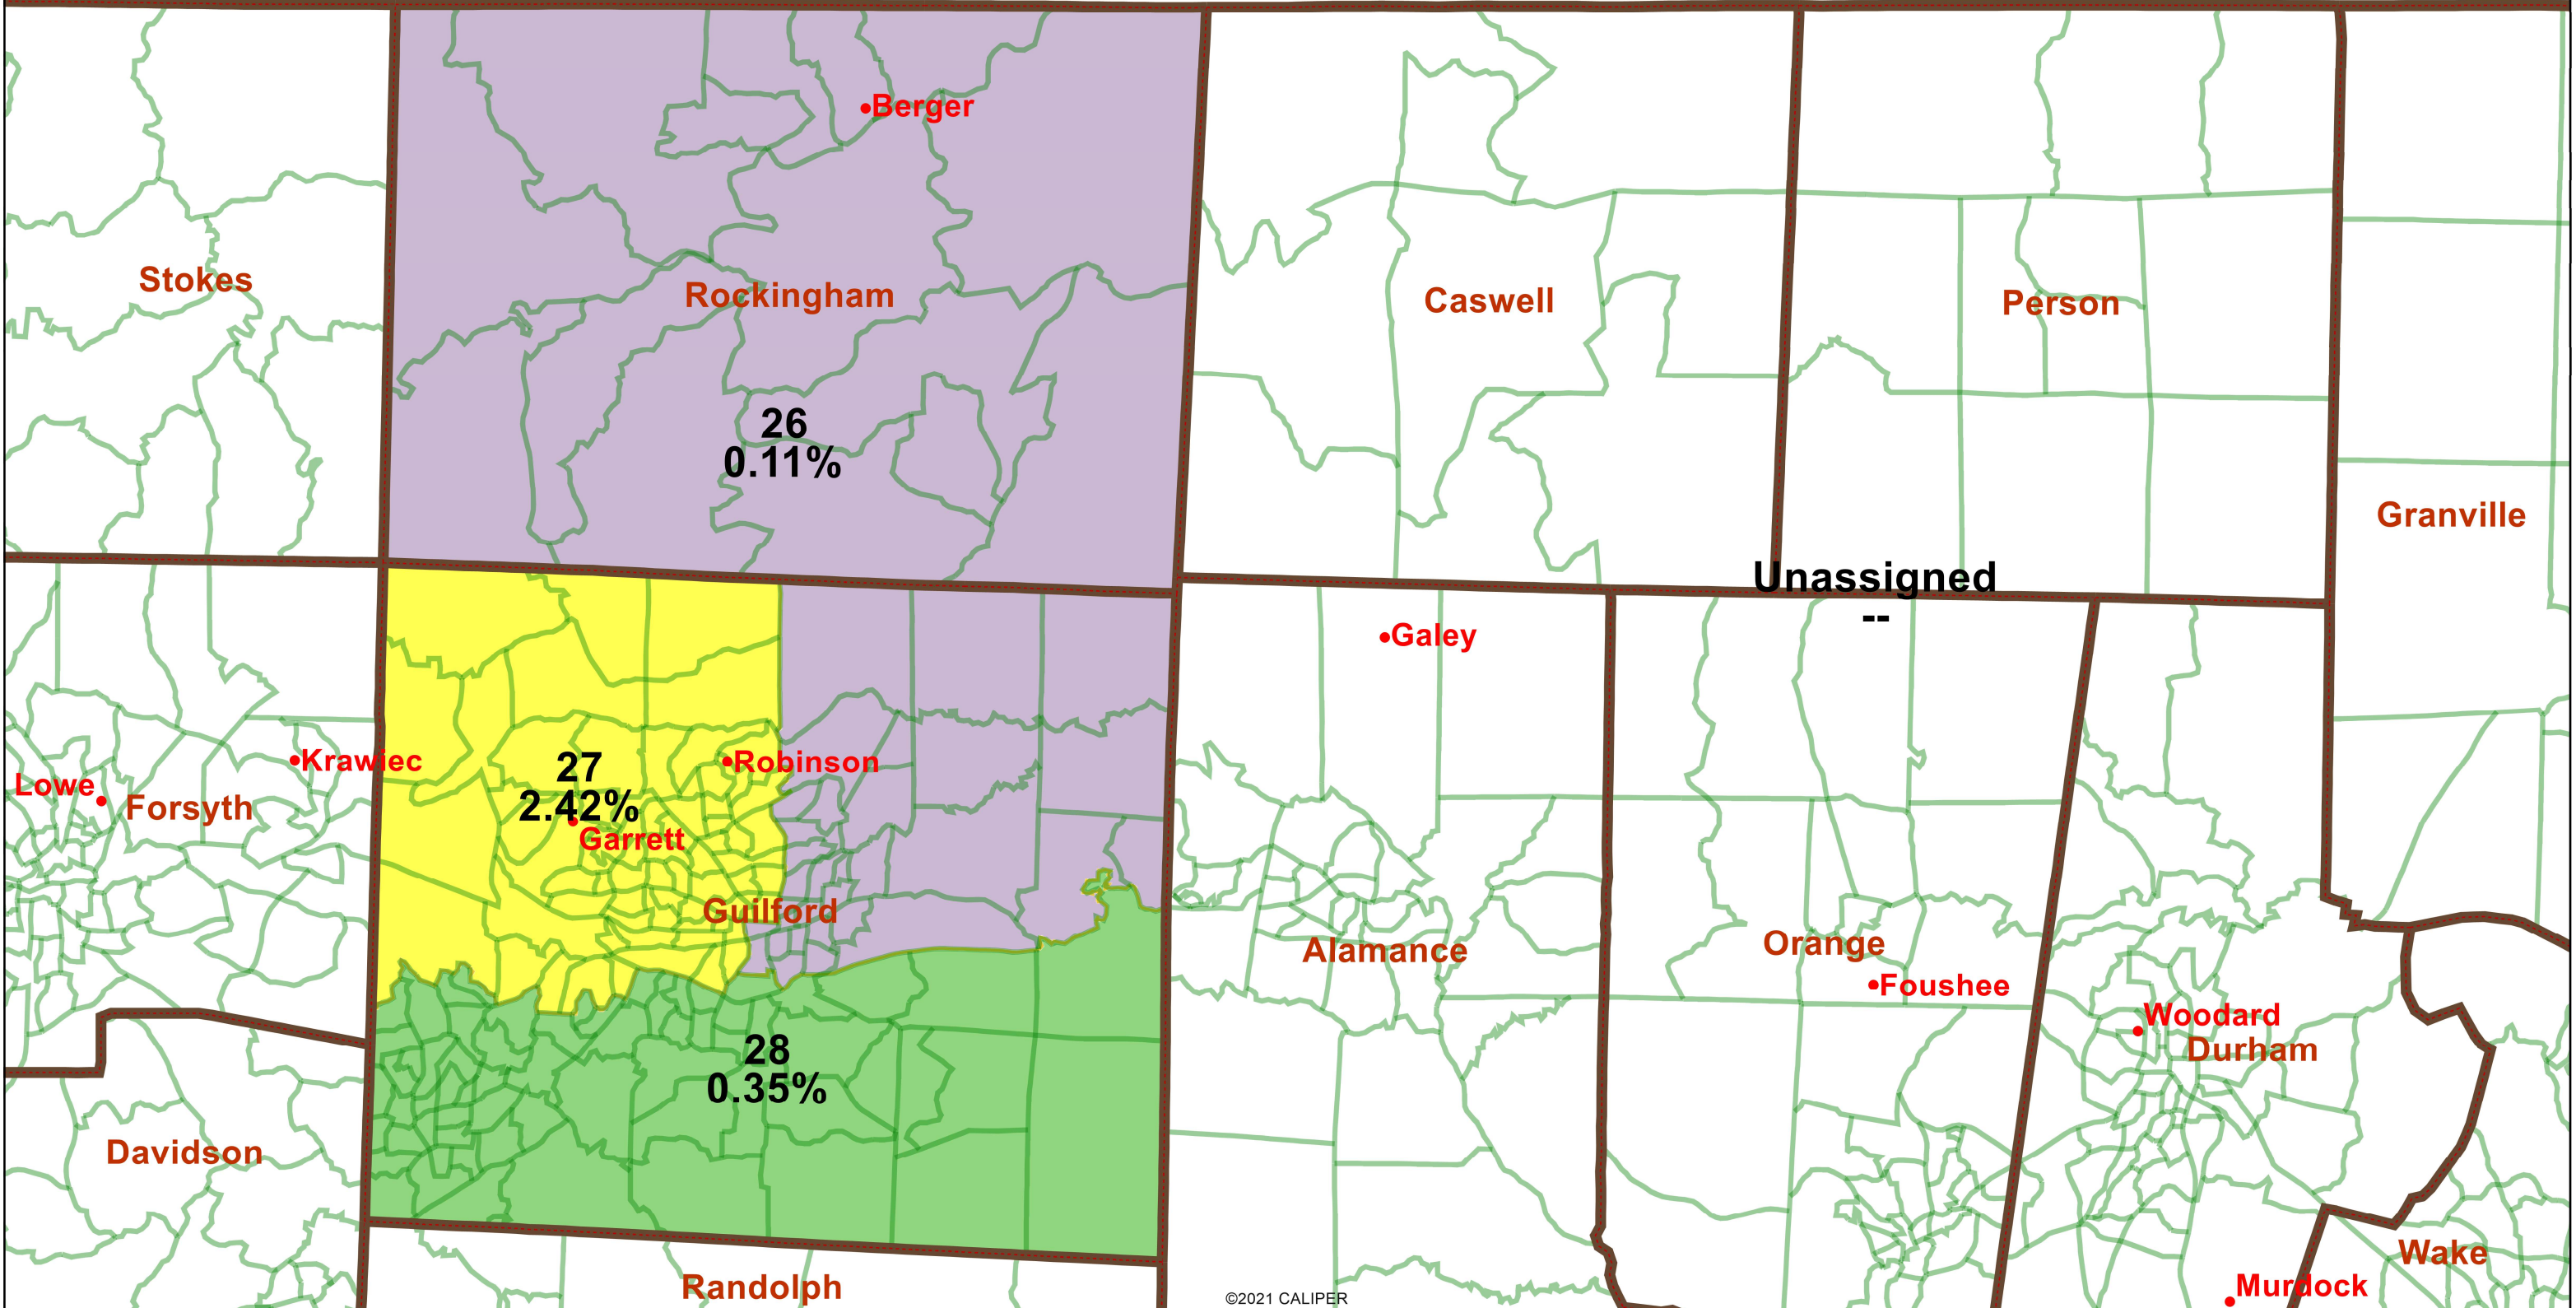 Berger
Stokes
Rockingham
Caswell
Person
26
0.11%
Granville
Unassigned
--
Galey
Krawiec
Robinson
27
Lowe
Forsyth
2.42%
Garrett
Guilford
Alamance
Orange
Foushee
Woodard
28
Durham
0.35%
Davidson
Wake
Randolph
Murdock
©2021 CALIPER